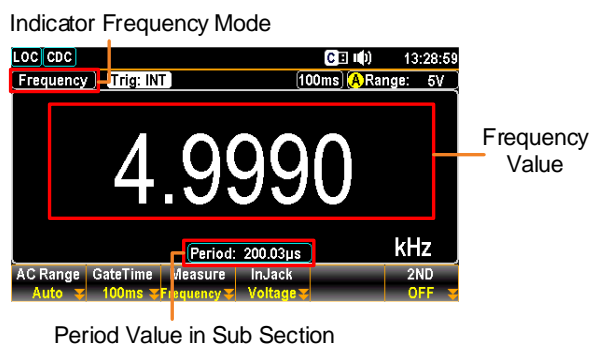 Indicator Frequency Mode
LOC CDC C 13:28:59
Frequency Trig: INT 100ms A Range: 5V
4.9990
Frequency
Value
Period: 200.03µs kHz
AC Range GateTime Measure InJack 2ND
Auto 100ms Frequency Voltage OFF
Period Value in Sub Section